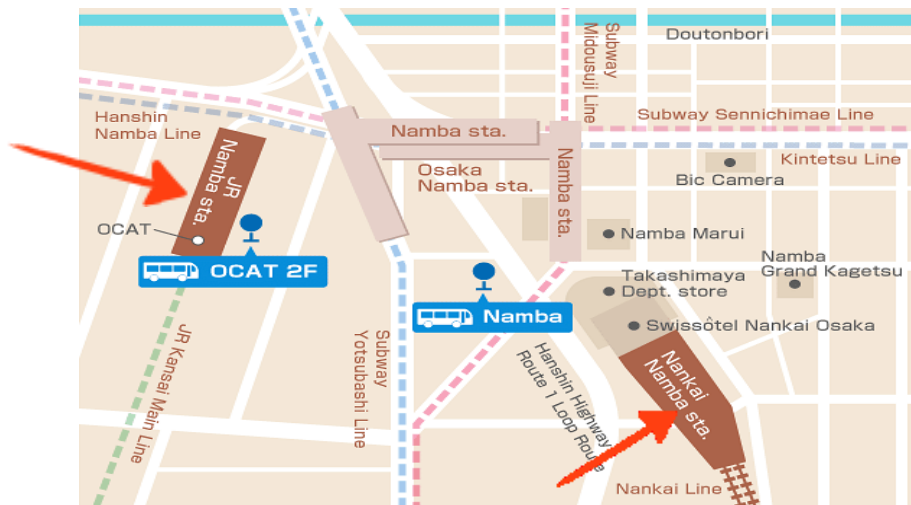 Doutonbori
Subway
Midousuji Line
Hanshin
Namba Line
Namba sta.
Subway Sennichimae Line
Kintetsu Line
JR
Namba sta.
Osaka
Namba sta.
Namba sta.
Bic Camera
OCAT
Namba Marui
OCAT 2F
Namba
Grand Kagetsu
Takashimaya
Dept. store
Namba
Swissôtel Nankai Osaka
JR Kansai Main Line
Subway
Yotsubashi Line
Hanshin Highway
Route 1 Loop Route
Nankai
Namba sta.
Nankai Line